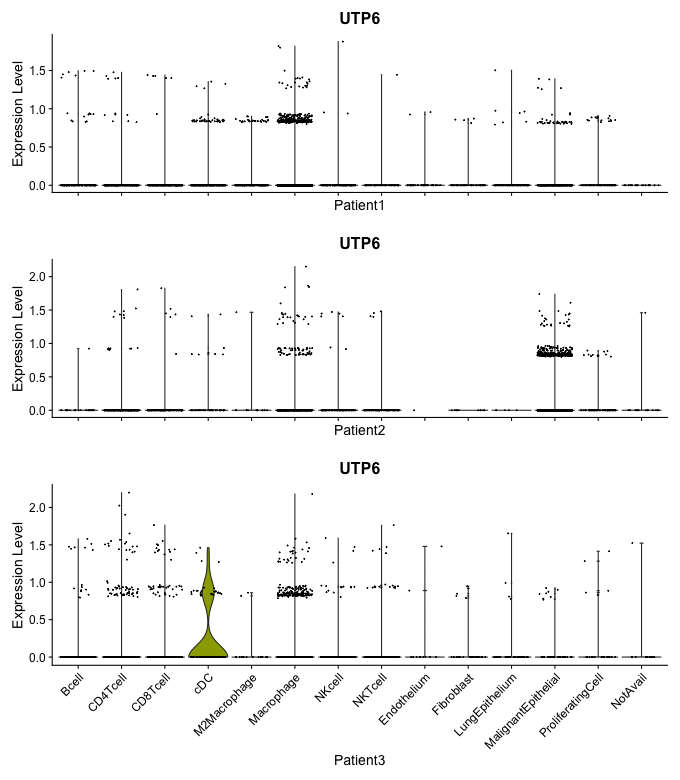 UTP6
Expression Level
1.5
1.0
0.5
0.0
Patient1
UTP6
Expression Level
2.0
1.5
1.0
0.5
0.0
Patient2
UTP6
Expression Level
2.0
1.5
1.0
0.5
0.0
Bcell
CD4Tcell
CD8Tcell
cDC
M2Macrophage
Macrophage
NKcell
NKTcell
Endothelium
Fibroblast
LungEpithelium
MalignantEpithelial
ProliferatingCell
NotAvail
Patient3